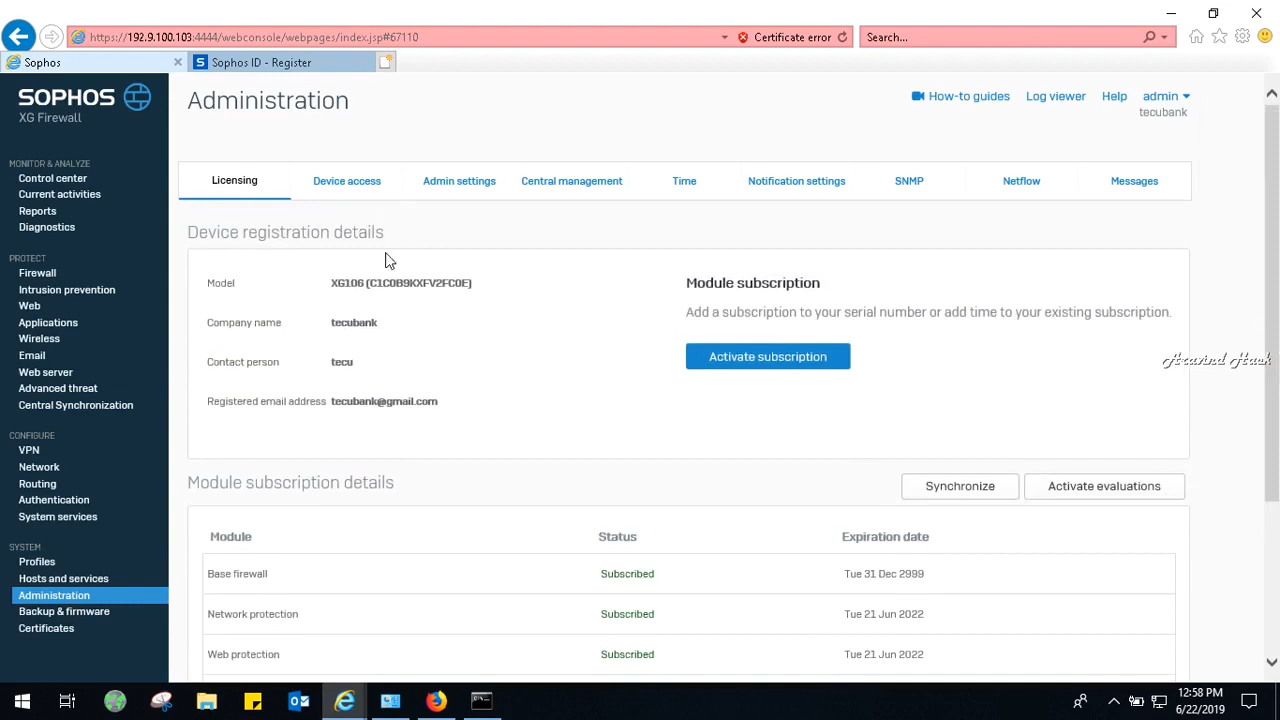 https://192.9.100.103:4444/webconsole/webpages/index.jsp#67110
Certificate error
Search...
Sophos
Sophos ID - Register
SOPHOS
XG Firewall
Administration
How-to guides
Log viewer
Help
admin
tecubank
MONITOR & ANALYZE
Control center
Current activities
Reports
Diagnostics
PROTECT
Firewall
Intrusion prevention
Web
Applications
Wireless
Email
Web server
Advanced threat
Central Synchronization
CONFIGURE
VPN
Network
Routing
Authentication
System services
SYSTEM
Profiles
Hosts and services
Administration
Backup & firmware
Certificates
Licensing
Device access
Admin settings
Central management
Time
Notification settings
SNMP
Netflow
Messages
Device registration details
Model XG106 (C1C0B9KXFV2FC0E)
Company name tecubank
Contact person tecu
Registered email address tecubank@gmail.com
Module subscription
Add a subscription to your serial number or add time to your existing subscription.
Activate subscription
Aravind Hack
Module subscription details
Synchronize
Activate evaluations
Module Status Expiration date
Base firewall Subscribed Tue 31 Dec 2999
Network protection Subscribed Tue 21 Jun 2022
Web protection Subscribed Tue 21 Jun 2022
12:58 PM
6/22/2019